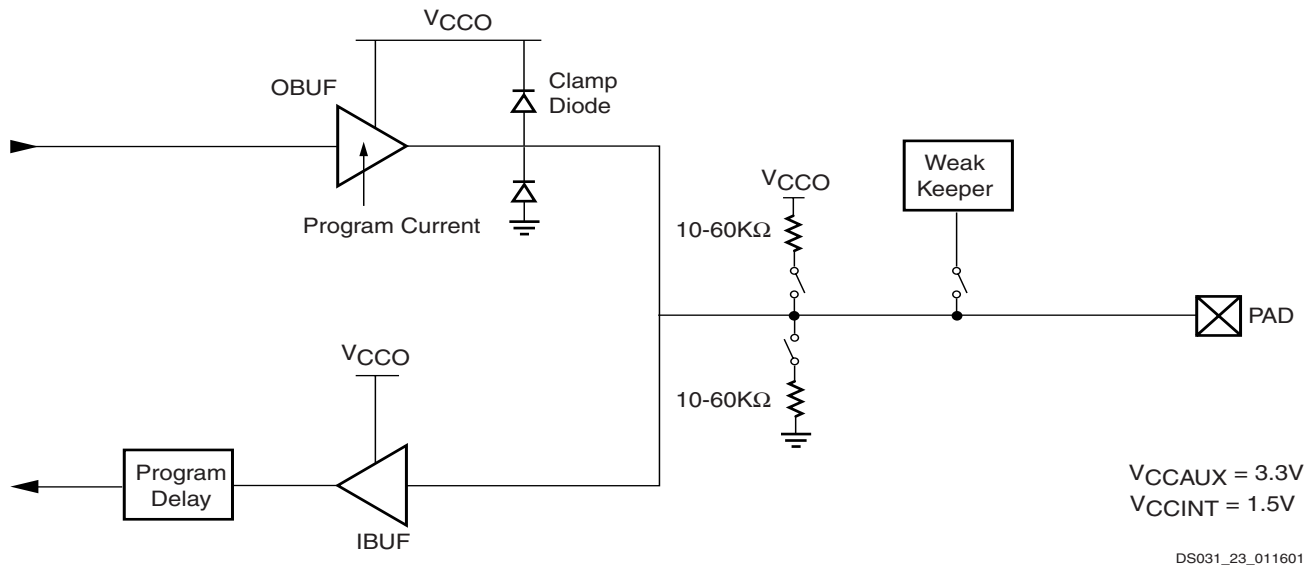 VCCO
OBUF
Clamp
Diode
Program Current
VCCO
10-60KΩ
Weak
Keeper
PAD
VCCO
10-60KΩ
Program
Delay
IBUF
VCCAUX = 3.3V
VCCINT = 1.5V
DS031_23_011601